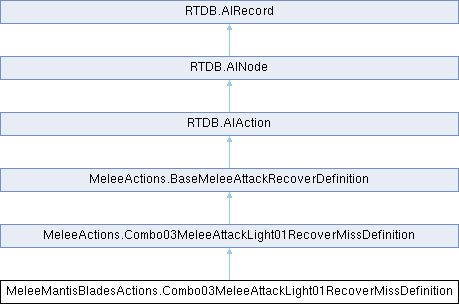 RTDB.AIRecord
RTDB.AINode
RTDB.AIAction
MeleeActions.BaseMeleeAttackRecoverDefinition
MeleeActions.Combo03MeleeAttackLight01RecoverMissDefinition
MeleeMantisBladesActions.Combo03MeleeAttackLight01RecoverMissDefinition